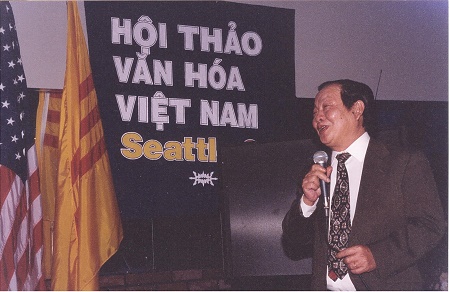 HỘI THẢO
VĂN HÓA
VIỆT NAM
Seattl